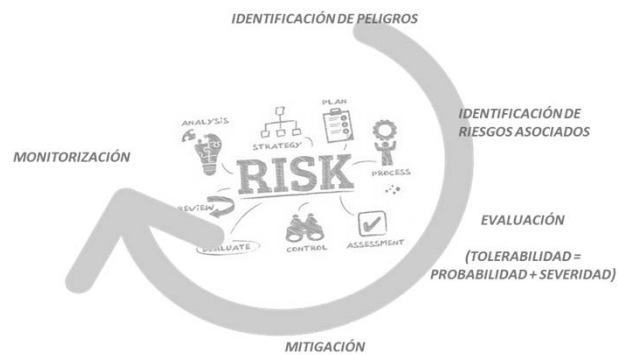 IDENTIFICACIÓN DE PELIGROS
IDENTIFICACIÓN DE
RIESGOS ASOCIADOS
EVALUACIÓN
(TOLERABILIDAD =
PROBABILIDAD + SEVERIDAD)
MITIGACIÓN
MONITORIZACIÓN
ANALYSIS
STRATEGY
PLAN
RISK
PROCESS
REVIEW
EVALUATE
CONTROL
ASSESSMENT